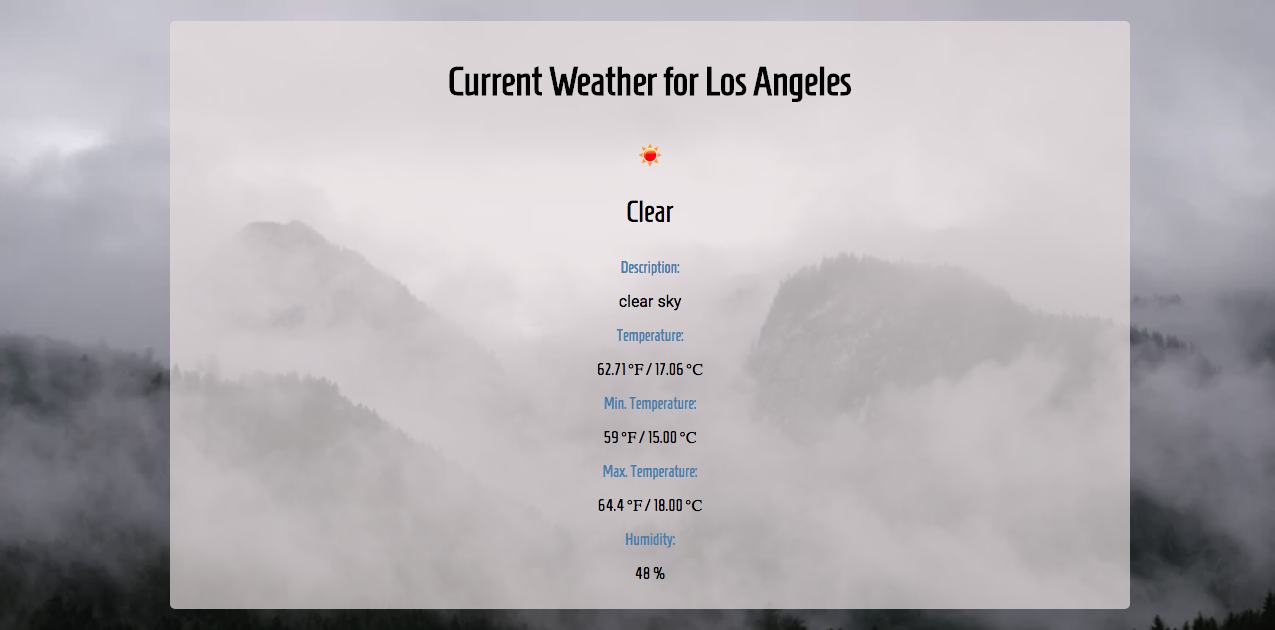 Current Weather for Los Angeles
Clear
Description:
clear sky
Temperature:
62.71 °F / 17.06 °C
Min. Temperature:
59 °F / 15.00 °C
Max. Temperature:
64.4 °F / 18.00 °C
Humidity:
48 %